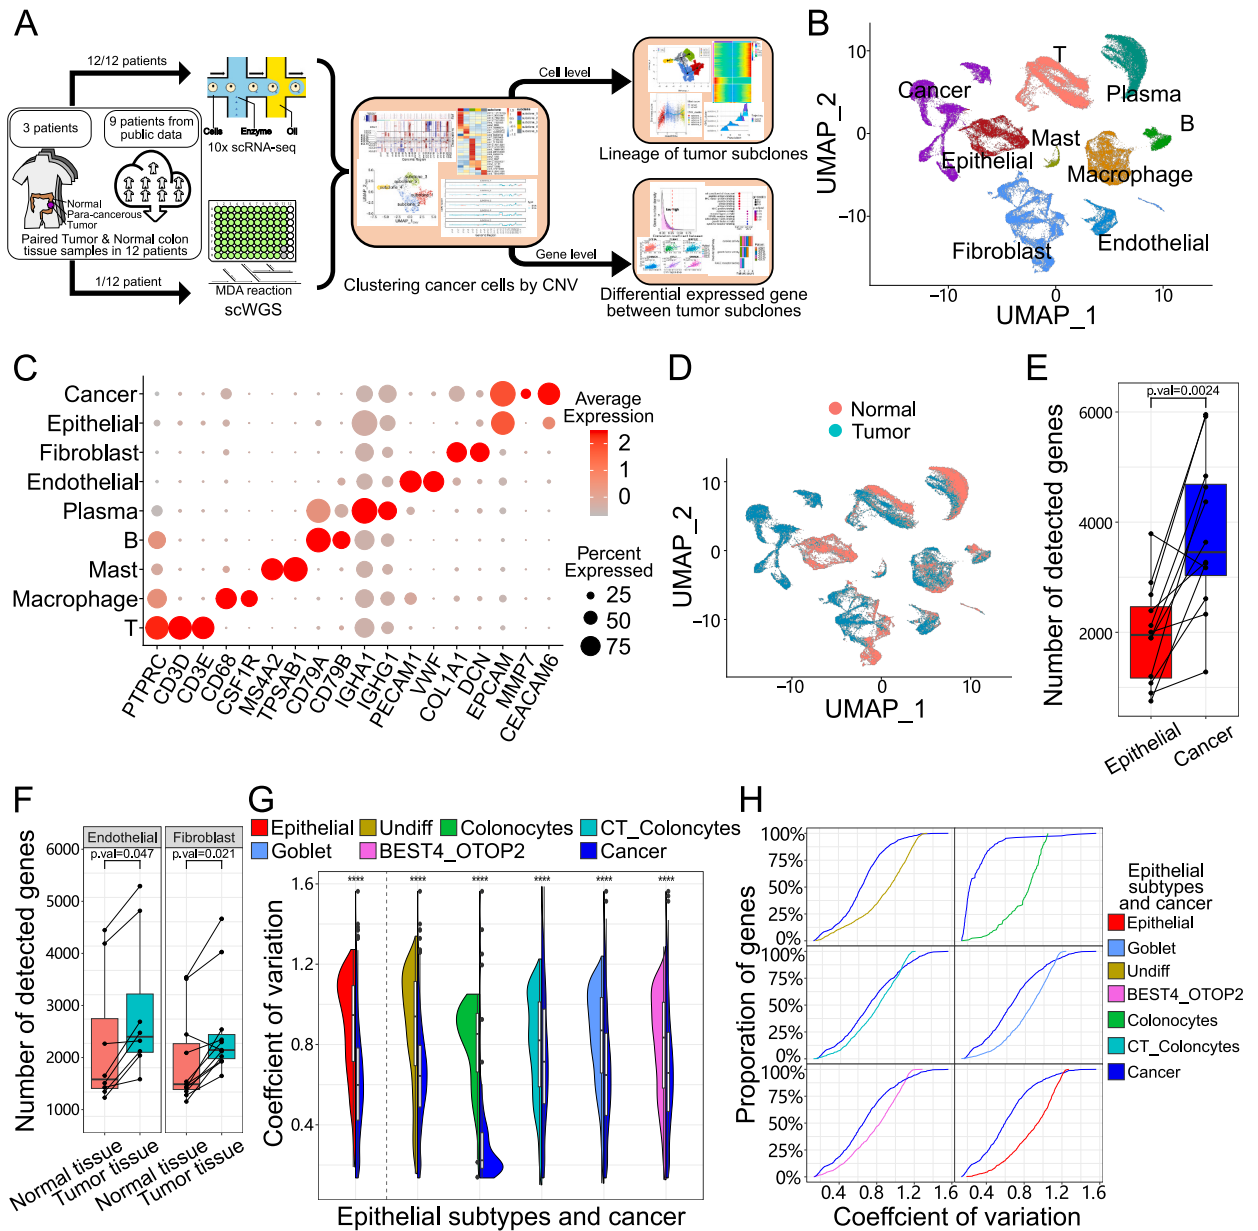 A
12/12 patients
3 patients
9 patients from
public data
Normal
Para-cancerous
Tumor
Paired Tumor & Normal colon
tissue samples in 12 patients
1/12 patient
Cells
Enzyme
Oil
10x scRNA-seq
MDA reaction
scWGS
Clustering cancer cells by CNV
Cell level
Lineage of tumor subclones
Gene level
Differential expressed gene
between tumor subclones
B
UMAP_2
10
0
−10
Cancer
T
Plasma
B
Mast
Epithelial
Macrophage
Fibroblast
Endothelial
−10
0
10
UMAP_1
C
Cancer
Epithelial
Fibroblast
Endothelial
Plasma
B
Mast
Macrophage
T
PTPRC
CD3D
CD3E
CD68
CSF1R
MS4A2
TPSAB1
CD79A
CD79B
IGHA1
IGHG1
PECAM1
VWF
COL1A1
DCN
EPCAM
MMP7
CEACAM6
Average
Expression
2
1
0
Percent
Expressed
25
50
75
D
Normal
Tumor
UMAP_2
10
0
−10
−10
0
10
UMAP_1
E
p.val=0.0024
Number of detected genes
6000
4000
2000
Epithelial
Cancer
F
Endothelial
Fibroblast
p.val=0.047
p.val=0.021
Number of detected genes
6000
5000
4000
3000
2000
1000
Normal tissue
Tumor tissue
Normal tissue
Tumor tissue
G
Epithelial
Undiff
Colonocytes
CT_Coloncytes
Goblet
BEST4_OTOP2
Cancer
Coefficient of variation
1.6
1.2
0.8
0.4
****
****
****
****
****
****
Epithelial subtypes and cancer
H
Proporation of genes
100%
75%
50%
25%
0%
100%
75%
50%
25%
0%
100%
75%
50%
25%
0%
0.4
0.8
1.2
1.6
0.4
0.8
1.2
1.6
Coeffcient of variation
Epithelial
subtypes
and cancer
Epithelial
Goblet
Undiff
BEST4_OTOP2
Colonocytes
CT_Coloncytes
Cancer